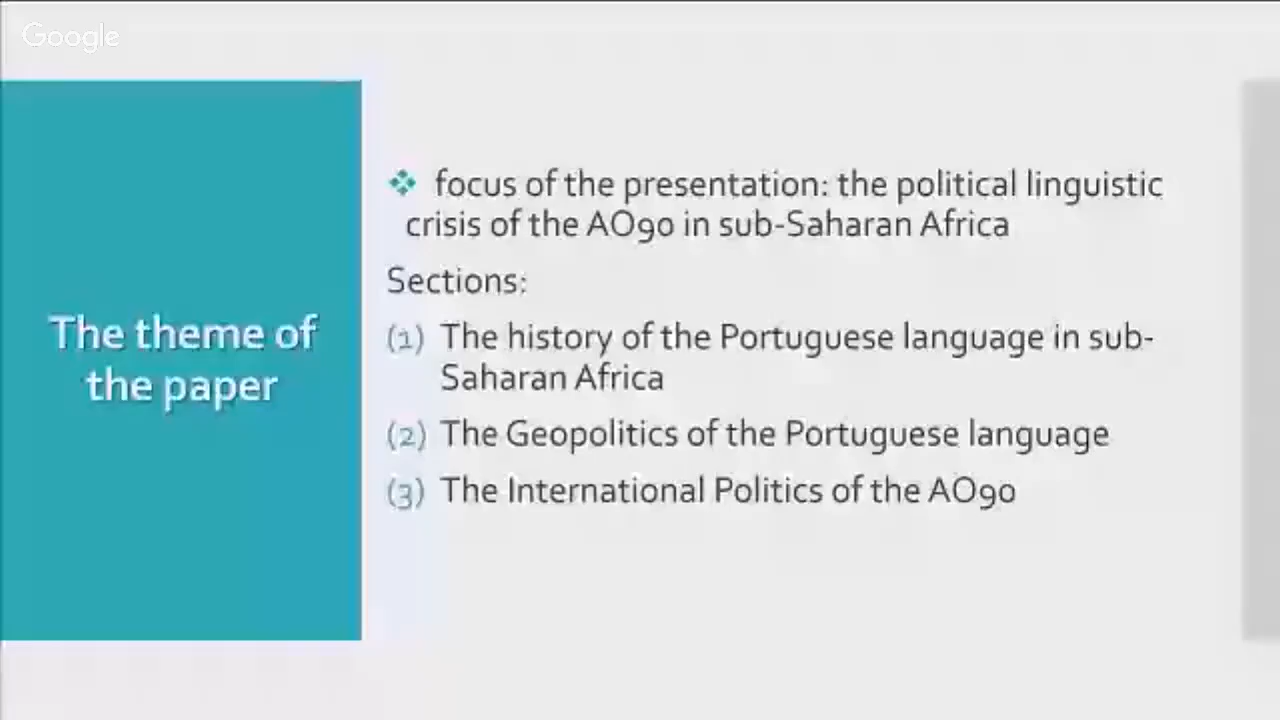 Google
The theme of
the paper
❖ focus of the presentation: the political linguistic
crisis of the AO90 in sub-Saharan Africa
Sections:
(1) The history of the Portuguese language in sub-
Saharan Africa
(2) The Geopolitics of the Portuguese language
(3) The International Politics of the AO90